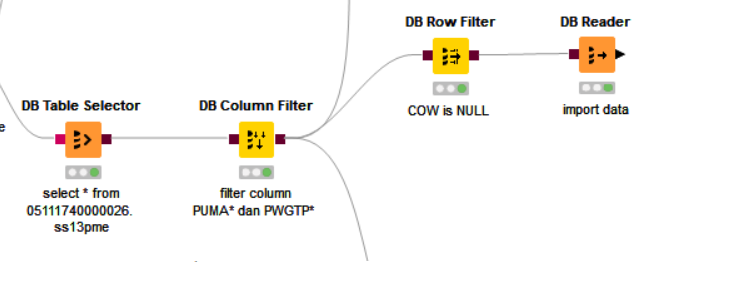 DB Row Filter
DB Reader
COW is NULL
import data
DB Table Selector
DB Column Filter
e
select * from
05111740000026.
ss13pme
filter column
PUMA* dan PWGTP*